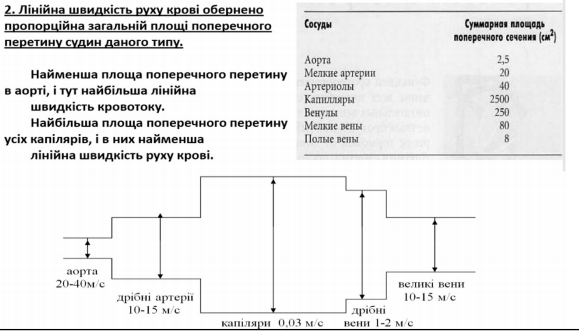 2. Лінійна швидкість руху крові обернено
пропорційна загальній площі поперечного
перетину судин даного типу.
Найменша площа поперечного перетину
в аорті, і тут найбільша лінійна
швидкість кровотоку.
Найбільша площа поперечного перетину
усіх капілярів, і в них найменша
лінійна швидкість руху крові.
Сосуды Суммарная площадь
поперечного сечения (см²)
Аорта 2,5
Мелкие артерии 20
Артериолы 40
Капилляры 2500
Венулы 250
Мелкие вены 80
Полые вены 8
аорта
20-40м/с
дрібні артерії
10-15 м/с
капіляри 0,03 м/с
дрібні
вени 1-2 м/с
великі вени
10-15 м/с